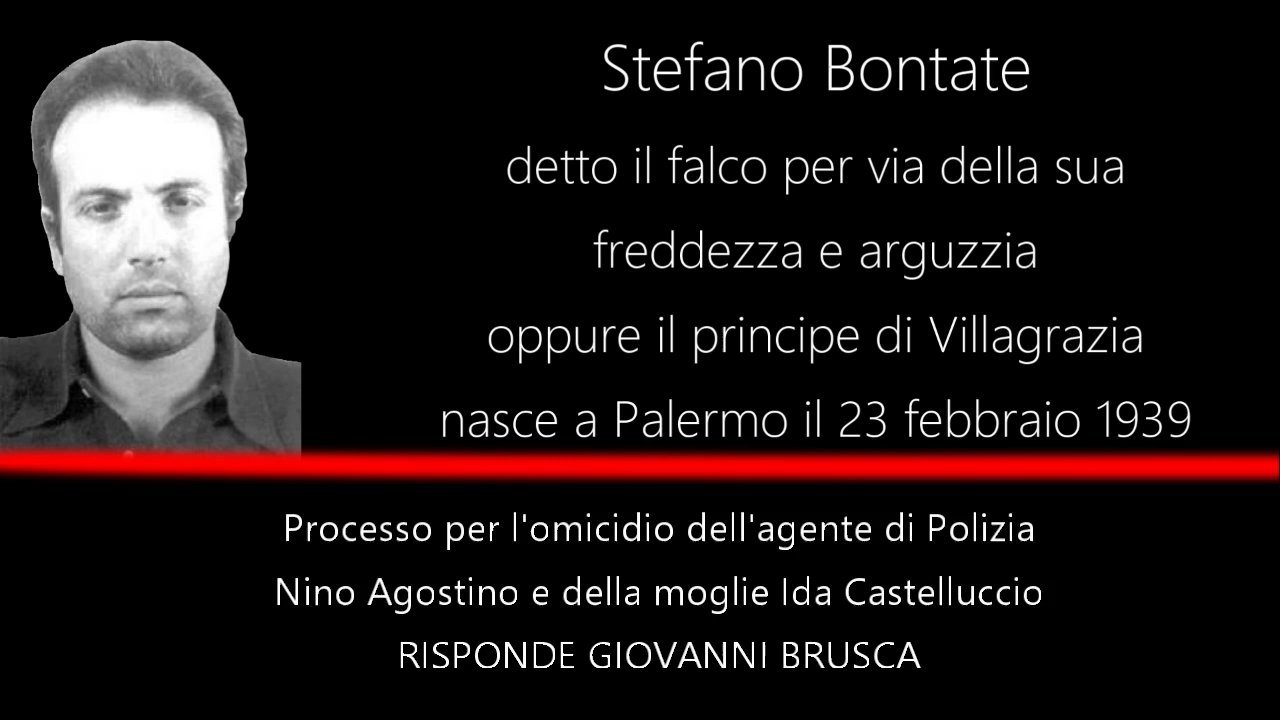 Stefano Bontate
detto il falco per via della sua
freddezza e arguzzia
oppure il principe di Villagrazia
nasce a Palermo il 23 febbraio 1939
Processo per l'omicidio dell'agente di Polizia
Nino Agostino e della moglie Ida Castelluccio
RISPONDE GIOVANNI BRUSCA